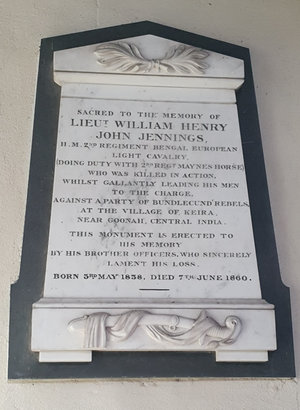 SACRED TO THE MEMORY OF
LIEUT WILLIAM HENRY
JOHN JENNINGS,
H.M. 2ND REGIMENT BENGAL EUROPEAN
LIGHT CAVALRY,
(DOING DUTY WITH 2ND REGT MAYNES HORSE)
WHO WAS KILLED IN ACTION,
WHILST GALLANTLY LEADING HIS MEN
TO THE CHARGE,
AGAINST A PARTY OF BUNDLECUND REBELS,
AT THE VILLAGE OF KEIRA,
NEAR GOONAH, CENTRAL INDIA.
THIS MONUMENT IS ERECTED TO
HIS MEMORY
BY HIS BROTHER OFFICERS, WHO SINCERELY
LAMENT HIS LOSS.
BORN 3RD MAY 1838. DIED 7TH JUNE 1860.